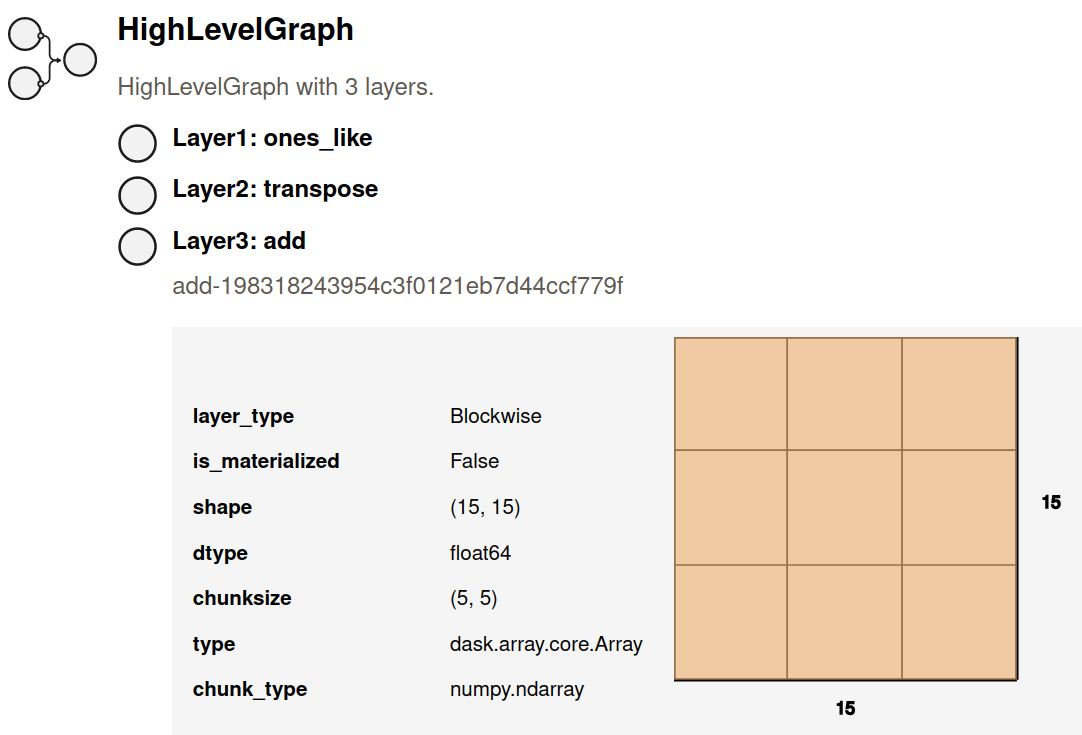 HighLevelGraph
HighLevelGraph with 3 layers.
Layer1: ones_like
Layer2: transpose
Layer3: add
add-198318243954c3f0121eb7d44ccf779f
layer_type Blockwise
is_materialized False
shape (15, 15)
dtype float64
chunksize (5, 5)
type dask.array.core.Array
chunk_type numpy.ndarray
15
15